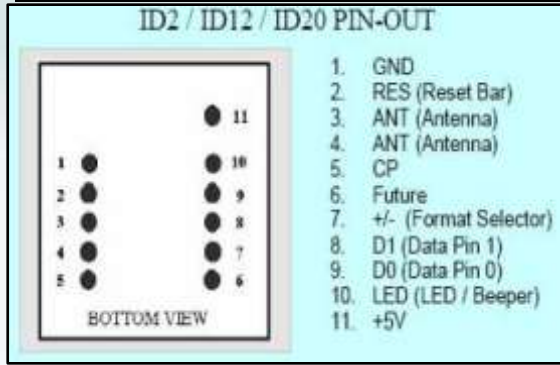 ID2 / ID12 / ID20 PIN-OUT
11
1 10
2 9
3 8
4 7
5 6
BOTTOM VIEW
1. GND
2. RES (Reset Bar)
3. ANT (Antenna)
4. ANT (Antenna)
5. CP
6. Future
7. +/- (Format Selector)
8. D1 (Data Pin 1)
9. D0 (Data Pin 0)
10. LED (LED / Beeper)
11. +5V